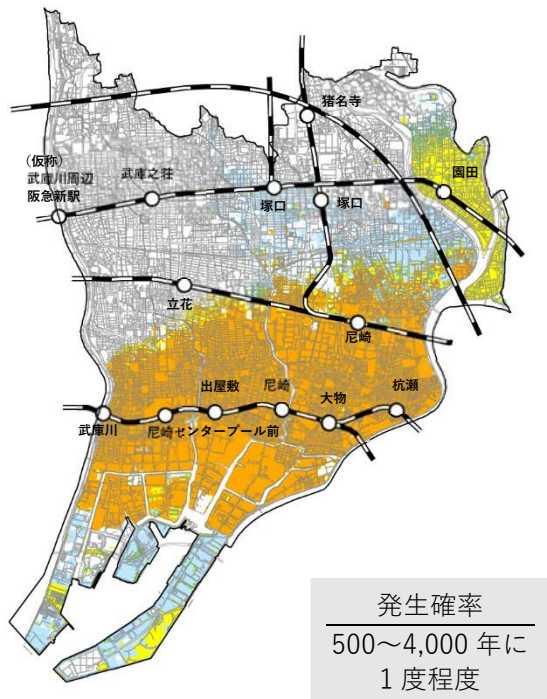 猪名寺
(仮称)
武庫川周辺
阪急新駅
武庫之荘
塚口
塚口
園田
立花
尼崎
出屋敷
尼崎
大物
杭瀬
武庫川
尼崎センタープール前
発生確率
500～4,000 年に
1 度程度